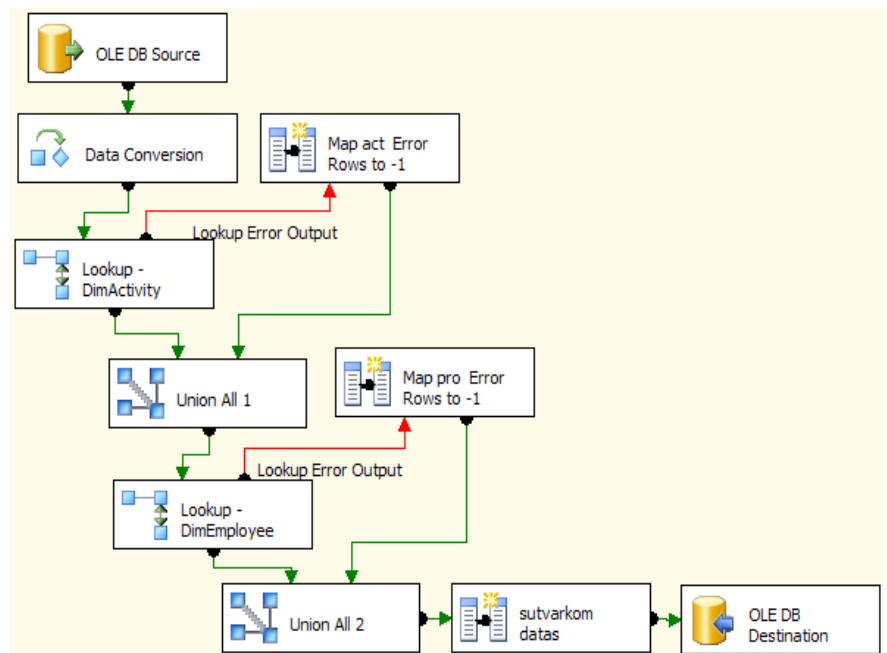 OLE DB Source
Data Conversion
Map act Error
Rows to -1
Lookup Error Output
Lookup -
DimActivity
Union All 1
Map pro Error
Rows to -1
Lookup Error Output
Lookup -
DimEmployee
Union All 2
sutvarkom
datas
OLE DB
Destination